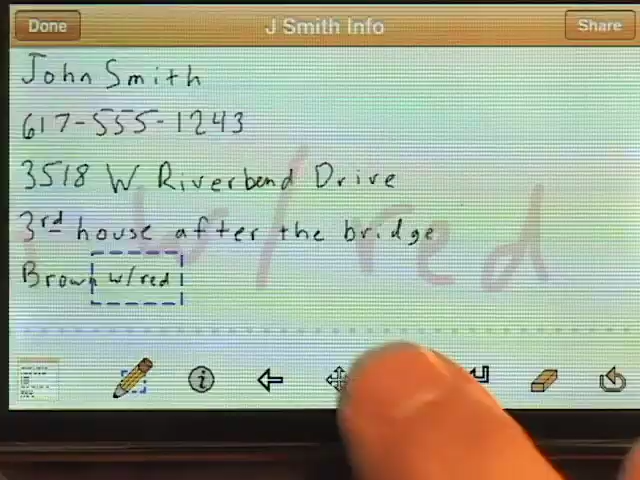 Done J Smith Info Share
John Smith
617-555-1243
3518 W Riverbend Drive
3rd house after the bridge
Brown w/red
w/red